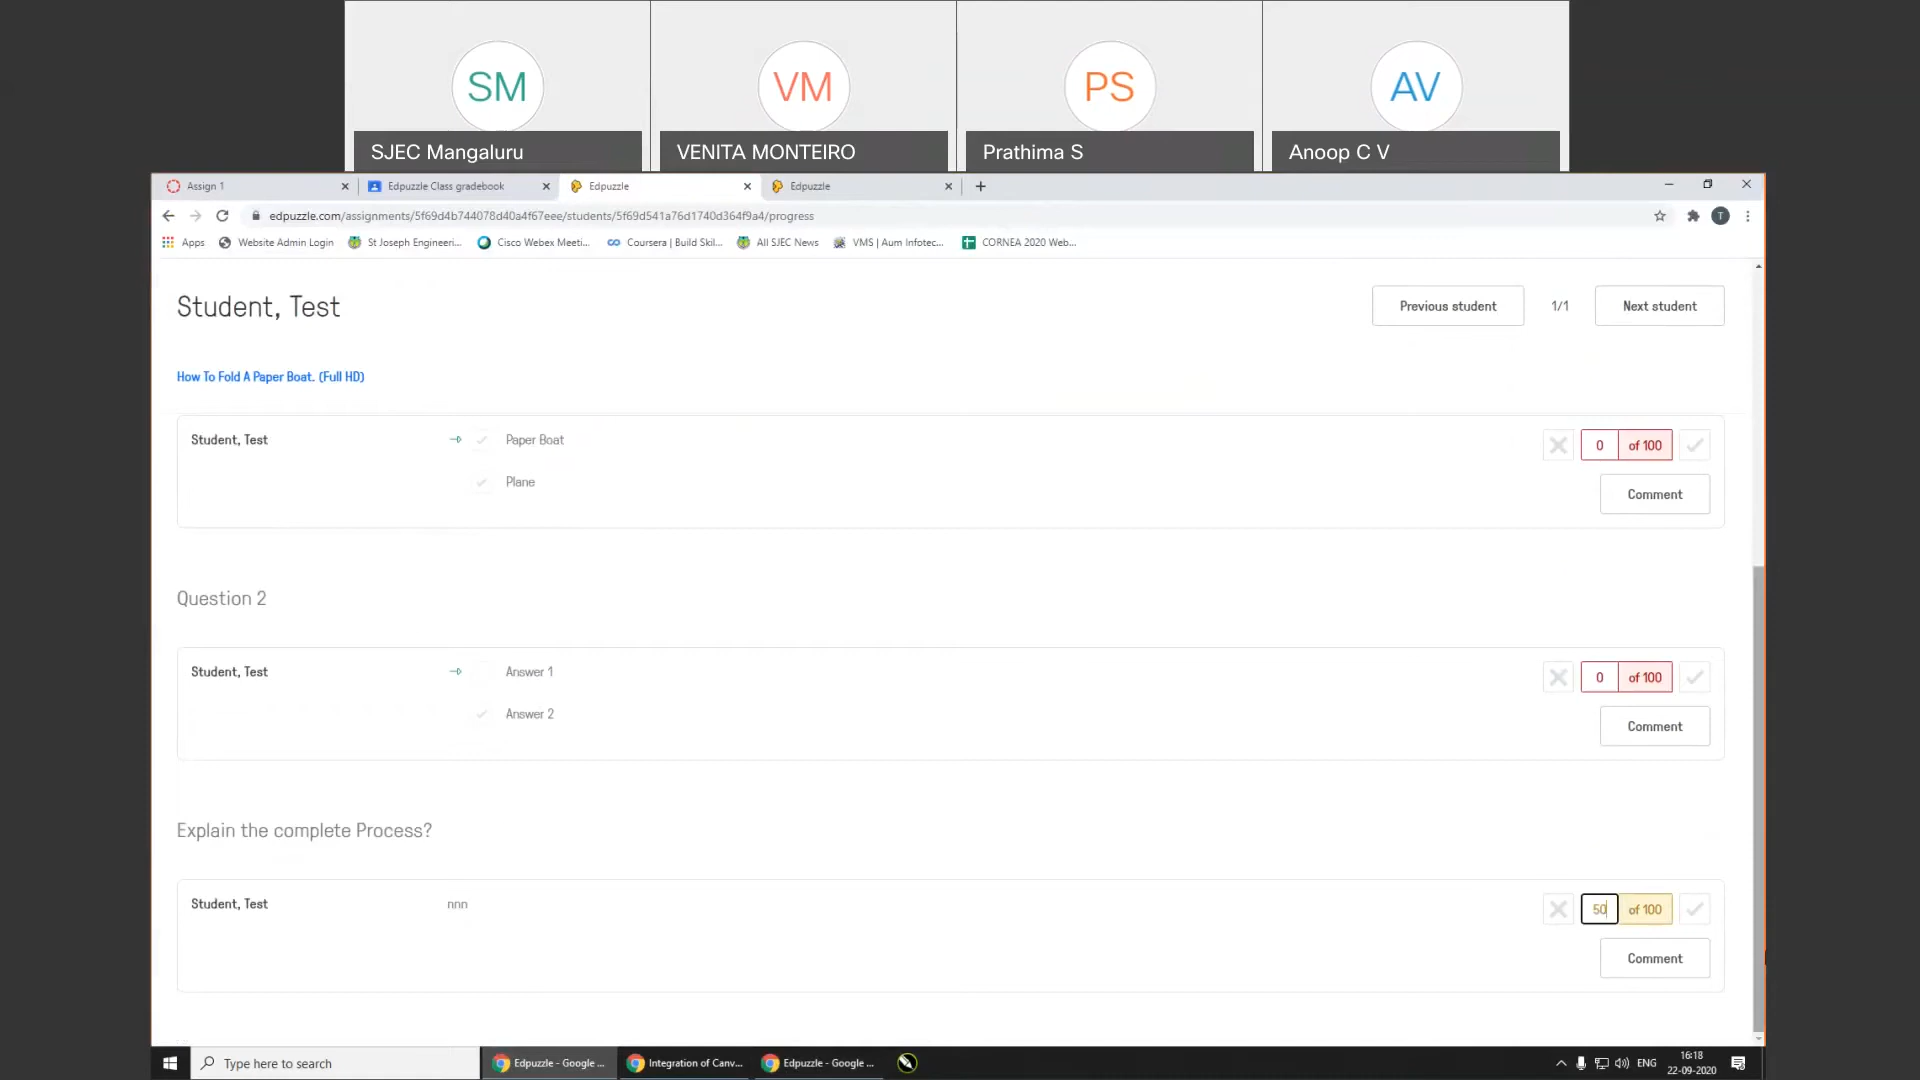 SM
VM
PS
AV
SJEC Mangaluru
VENITA MONTEIRO
Prathima S
Anoop C V
Assign 1
Edpuzzle Class gradebook
Edpuzzle
Edpuzzle
edpuzzle.com/assignments/5f69d4b744078d40a4f67eee/students/5f69d541a76d1740d364f9a4/progress
T
Apps
Website Admin Login
St Joseph Engineeri...
Cisco Webex Meeti...
Coursera | Build Skil...
All SJEC News
VMS | Aum Infotec...
CORNEA 2020 Web...
Student, Test
Previous student
1/1
Next student
How To Fold A Paper Boat. (Full HD)
Student, Test
Paper Boat
0 of 100
Plane
Comment
Question 2
Student, Test
Answer 1
0 of 100
Answer 2
Comment
Explain the complete Process?
Student, Test
nnn
50 of 100
Comment
Type here to search
Edpuzzle - Google ...
Integration of Canv...
Edpuzzle - Google ...
ENG
16:18
22-09-2020